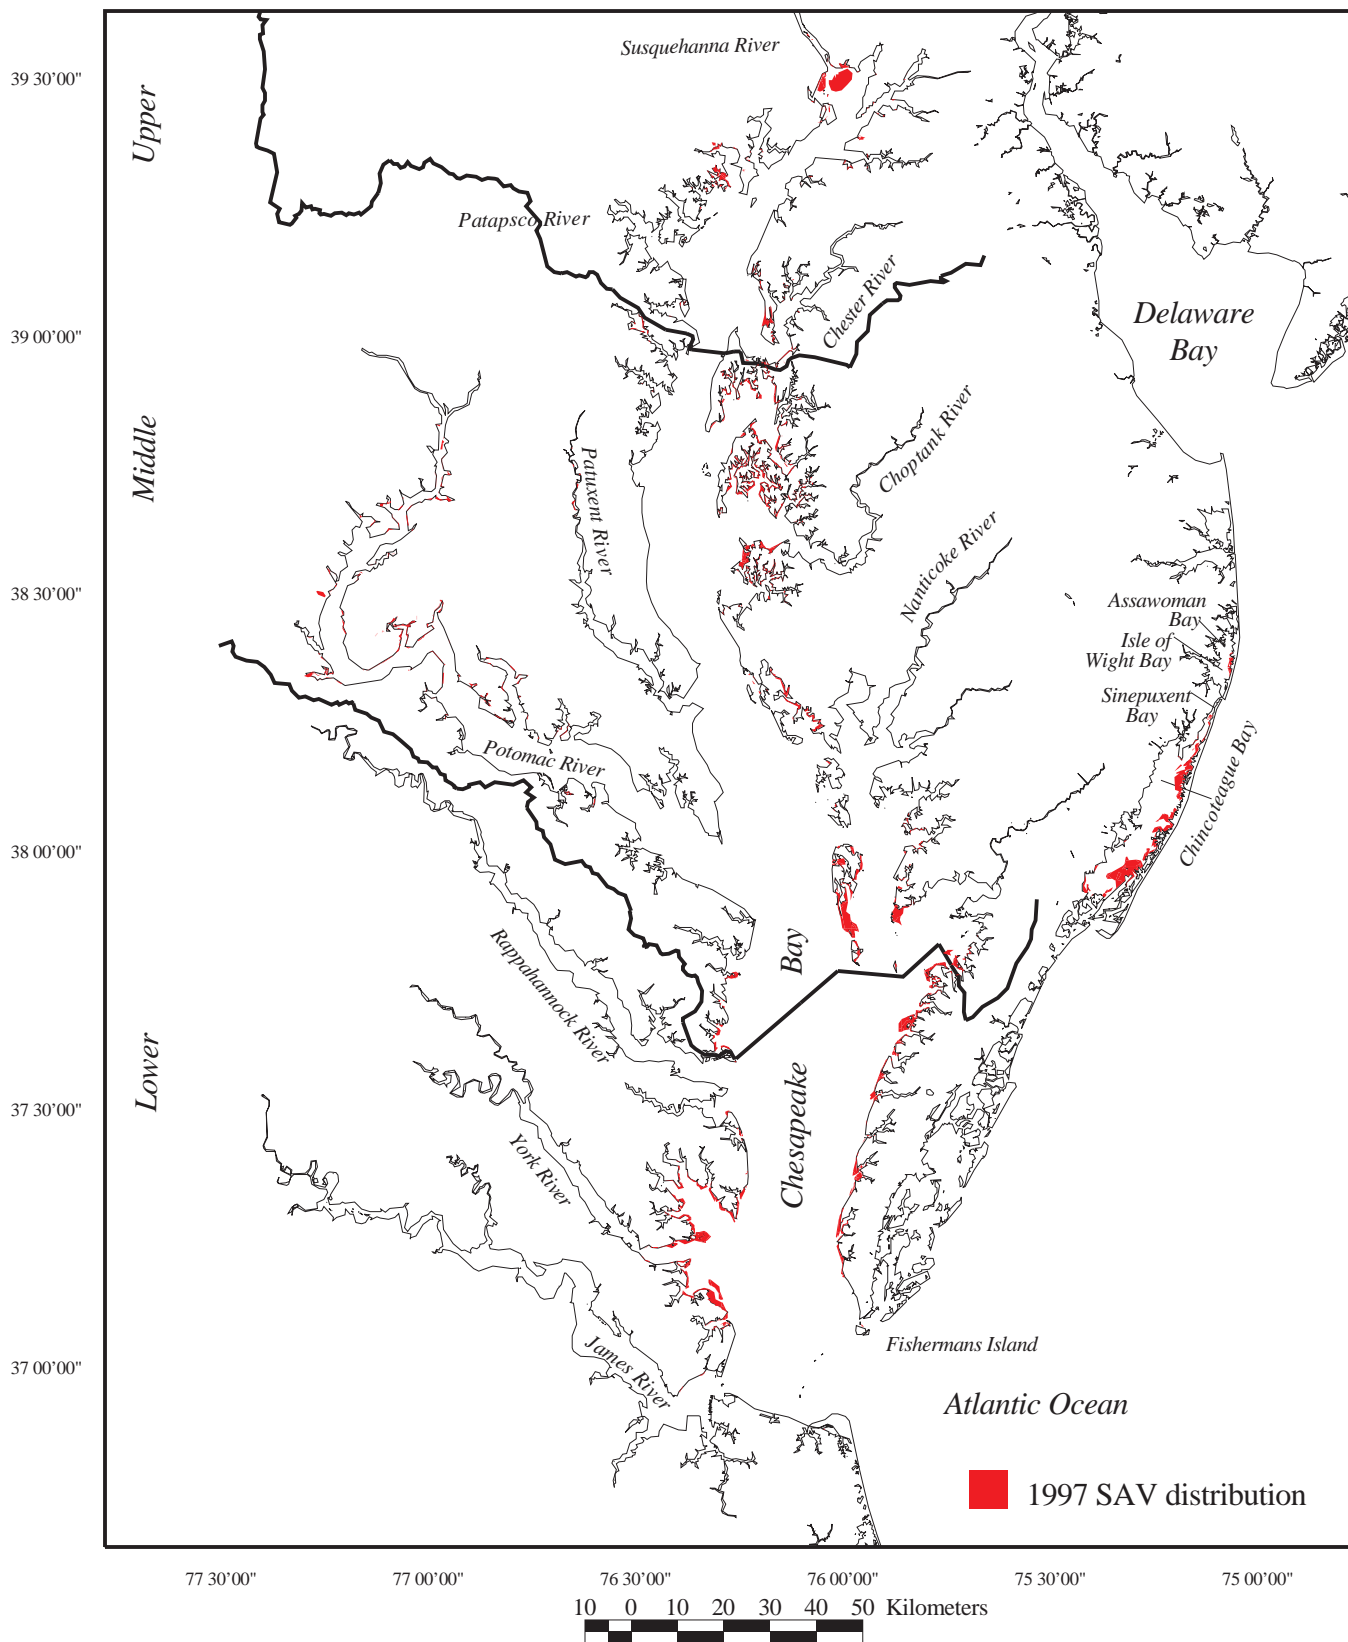 Susquehanna River
39 30'00"
Upper
Patapsco River
Chester River
Delaware
Bay
39 00'00"
Middle
Choptank River
Patuxent River
Nanticoke River
38 30'00"
Assawoman
Bay
Isle of
Wight Bay
Sinepuxent
Bay
Potomac River
Chincoteague Bay
38 00'00"
Rappahannock River
Chesapeake Bay
Lower
37 30'00"
York River
Fishermans Island
James River
37 00'00"
Atlantic Ocean
1997 SAV distribution
77 30'00" 77 00'00" 76 30'00" 76 00'00" 75 30'00" 75 00'00"
10 0 10 20 30 40 50 Kilometers